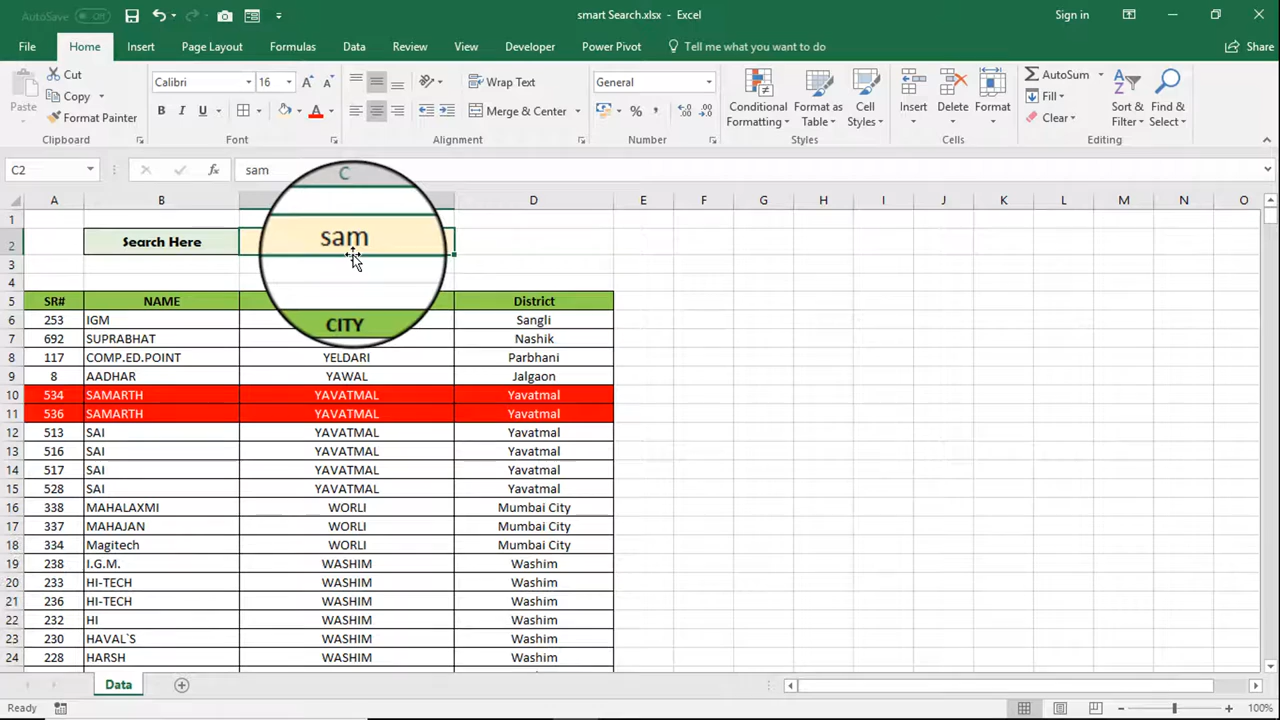 AutoSave Off
smart Search.xlsx - Excel
Sign in
File Home Insert Page Layout Formulas Data Review View Developer Power Pivot Tell me what you want to do Share
Paste
Cut
Copy
Format Painter
Clipboard
Calibri 16
B I U
Font
Wrap Text
Merge & Center
Alignment
General
Number
Conditional Formatting
Format as Table
Cell Styles
Styles
Insert
Delete
Format
Cells
AutoSum
Fill
Clear
Sort & Filter
Find & Select
Editing
C2 fx sam
A B C D E F G H I J K L M N O
1
2 Search Here sam
3
4
5 SR# NAME CITY District
6 253 IGM Sangli
7 692 SUPRABHAT Nashik
8 117 COMP.ED.POINT YELDARI Parbhani
9 8 AADHAR YAWAL Jalgaon
10 534 SAMARTH YAVATMAL Yavatmal
11 536 SAMARTH YAVATMAL Yavatmal
12 513 SAI YAVATMAL Yavatmal
13 516 SAI YAVATMAL Yavatmal
14 517 SAI YAVATMAL Yavatmal
15 528 SAI YAVATMAL Yavatmal
16 338 MAHALAXMI WORLI Mumbai City
17 337 MAHAJAN WORLI Mumbai City
18 334 Magitech WORLI Mumbai City
19 238 I.G.M. WASHIM Washim
20 233 HI-TECH WASHIM Washim
21 236 HI-TECH WASHIM Washim
22 232 HI WASHIM Washim
23 230 HAVAL`S WASHIM Washim
24 228 HARSH WASHIM Washim
Data
Ready
100%